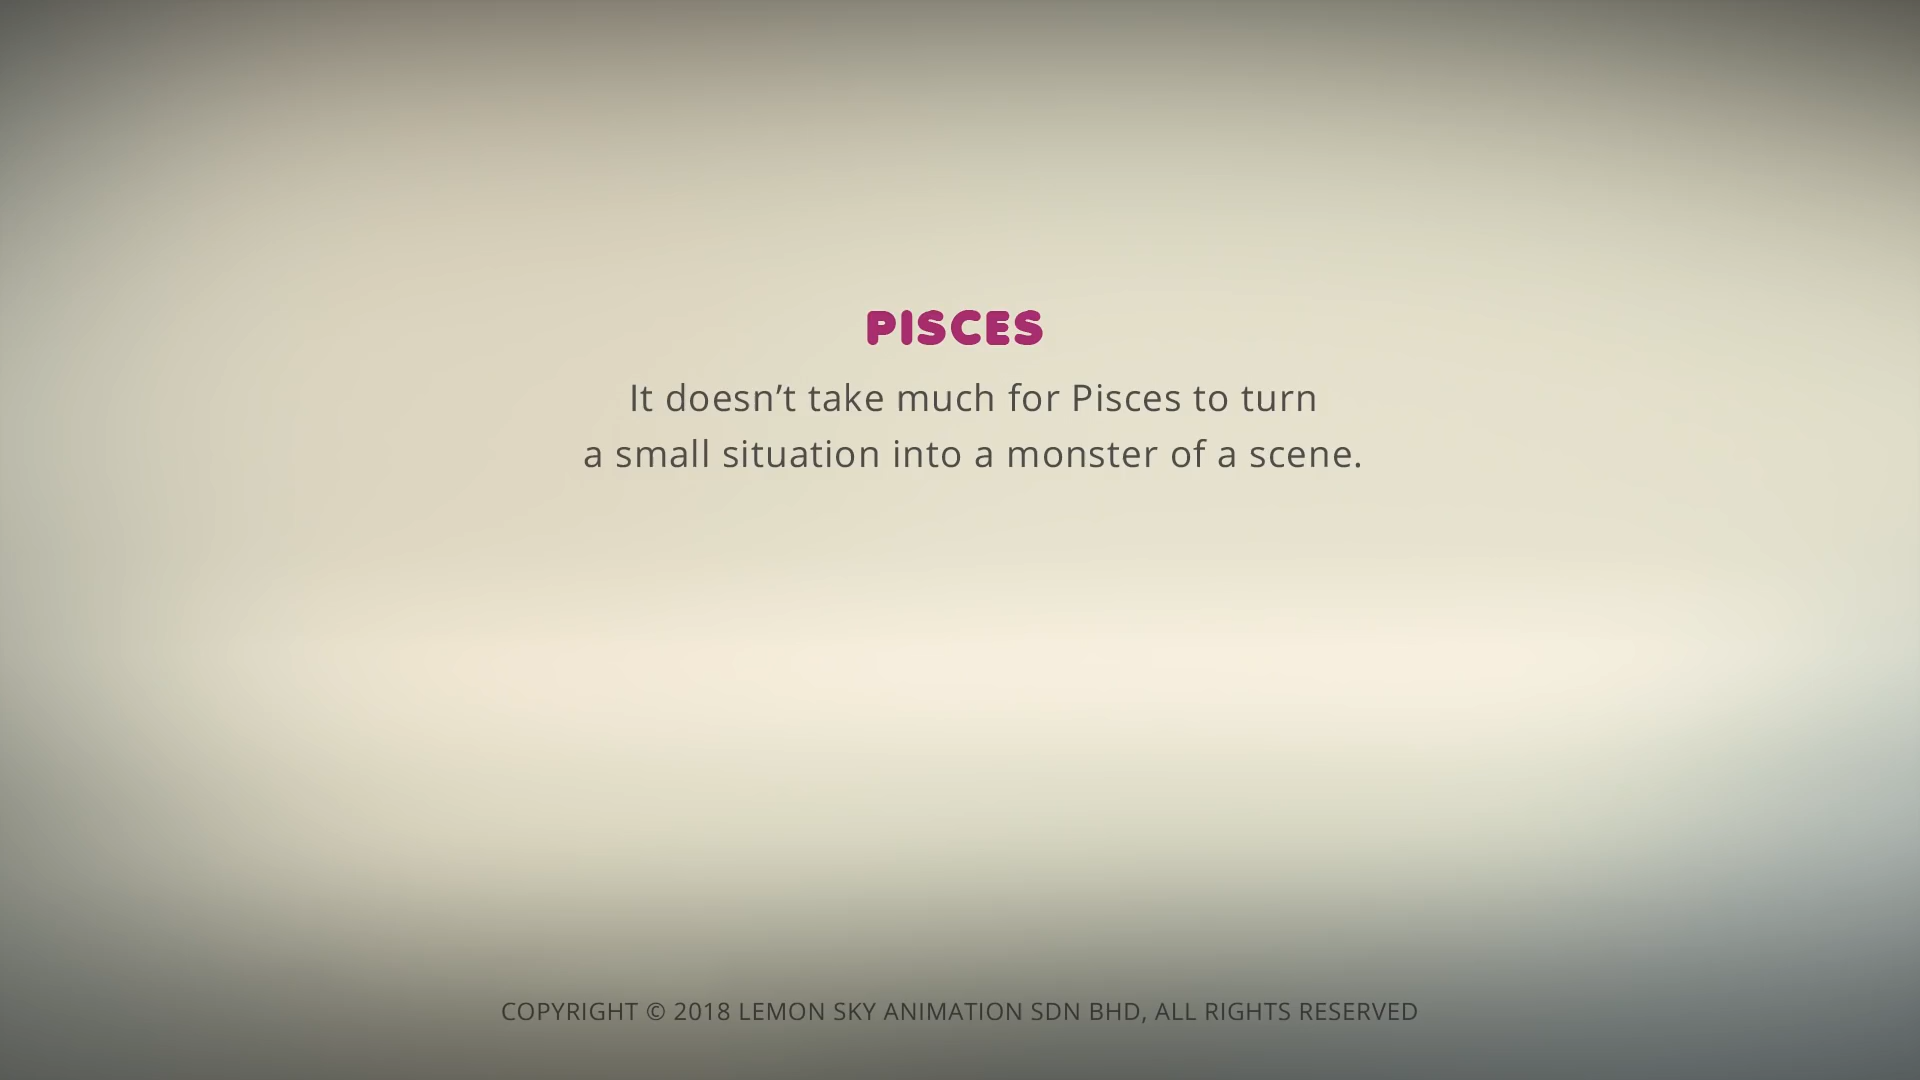 PISCES
It doesn’t take much for Pisces to turn
a small situation into a monster of a scene.
COPYRIGHT © 2018 LEMON SKY ANIMATION SDN BHD, ALL RIGHTS RESERVED